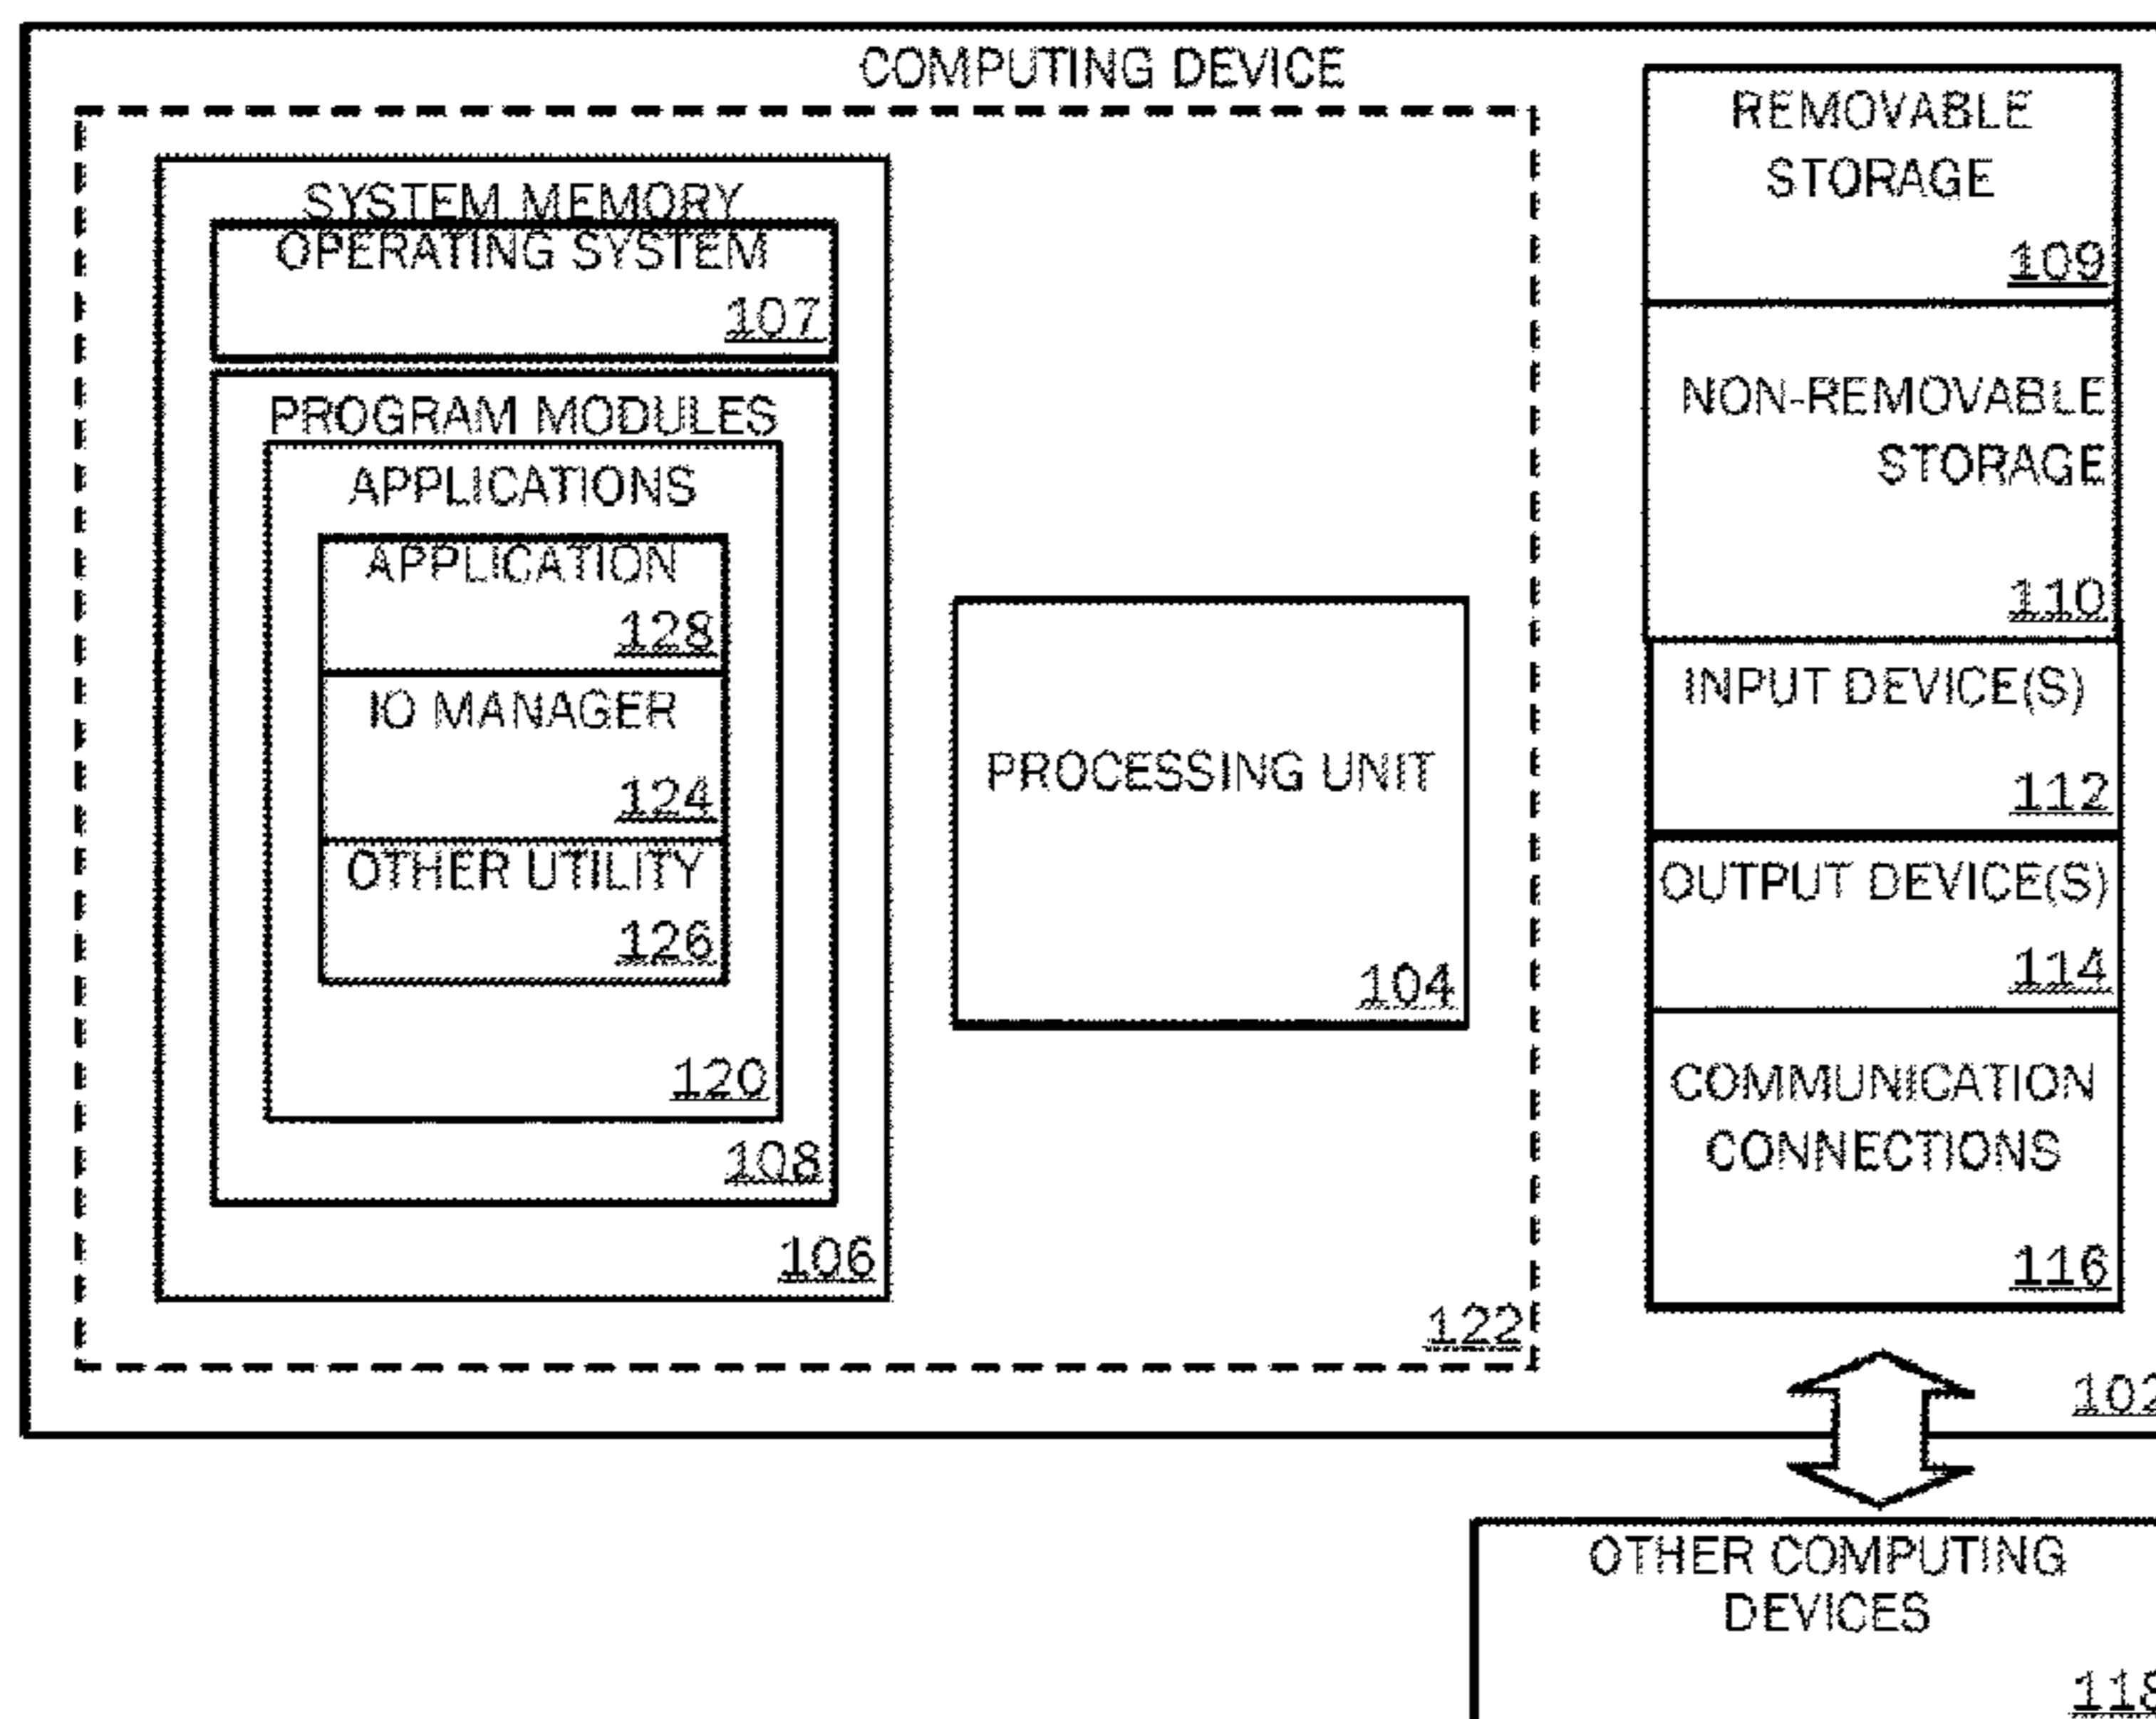 COMPUTING DEVICE
SYSTEM MEMORY
OPERATING SYSTEM
107
PROGRAM MODULES
APPLICATIONS
APPLICATION
128
IO MANAGER
124
OTHER UTILITY
126
120
108
106
PROCESSING UNIT
104
122
REMOVABLE
STORAGE
109
NON-REMOVABLE
STORAGE
110
INPUT DEVICE(S)
112
OUTPUT DEVICE(S)
114
COMMUNICATION
CONNECTIONS
116
102
OTHER COMPUTING
DEVICES
118